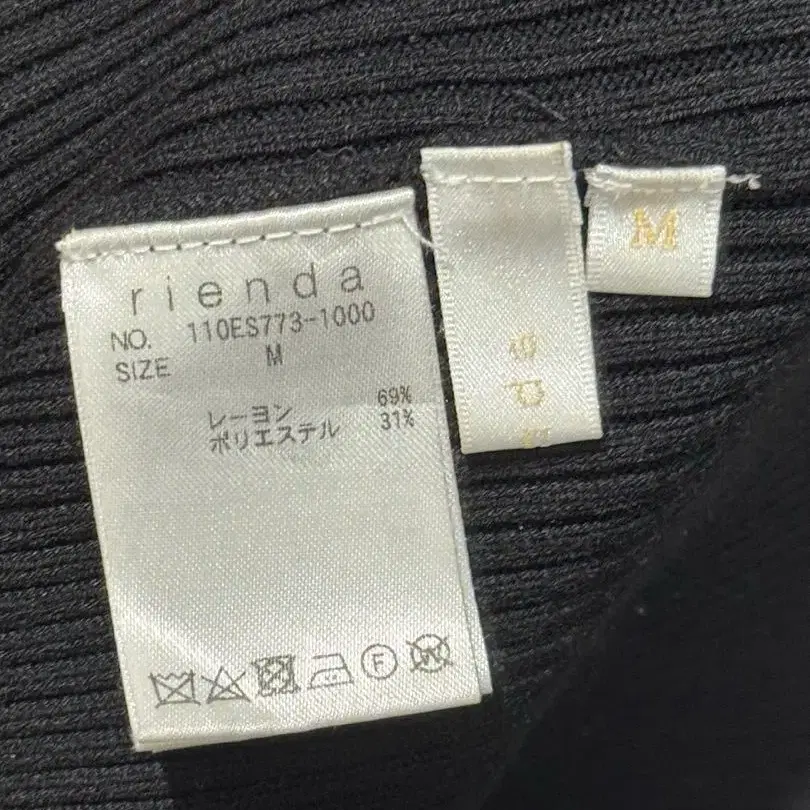 rienda
NO. 110ES773-1000
SIZE M
レーヨン 69%
ポリエステル 31%
F
W
M